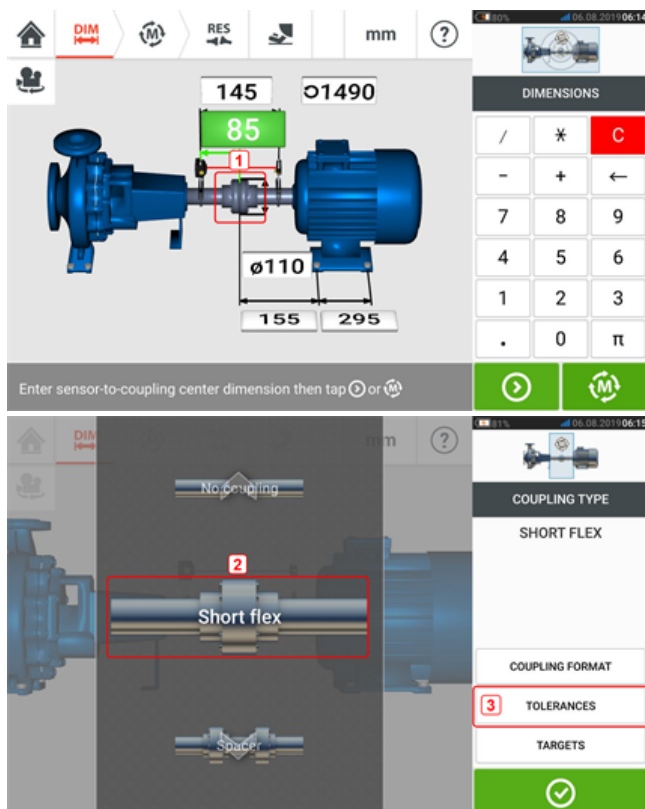 DIM
RES
mm
?
80%
06.08.2019 06:14
145
1490
85
1
ø110
155
295
Enter sensor-to-coupling center dimension then tap or M
DIMENSIONS
/ * C
- + ←
7 8 9
4 5 6
1 2 3
. 0 π
M
DIM
mm
?
81%
06.08.2019 06:15
No coupling
2
Short flex
Spacer
COUPLING TYPE
SHORT FLEX
COUPLING FORMAT
3 TOLERANCES
TARGETS